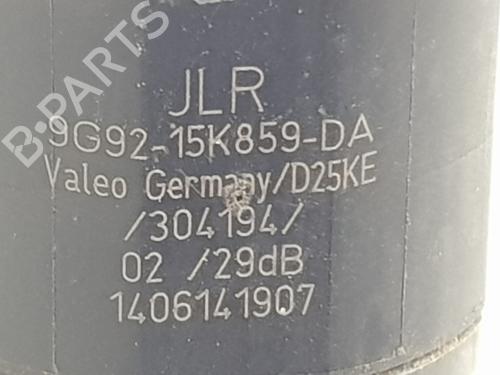 B-PARTS
JLR
9G92-15K859-DA
Valeo Germany/D25KE
/304194/
02 /29dB
1406141907